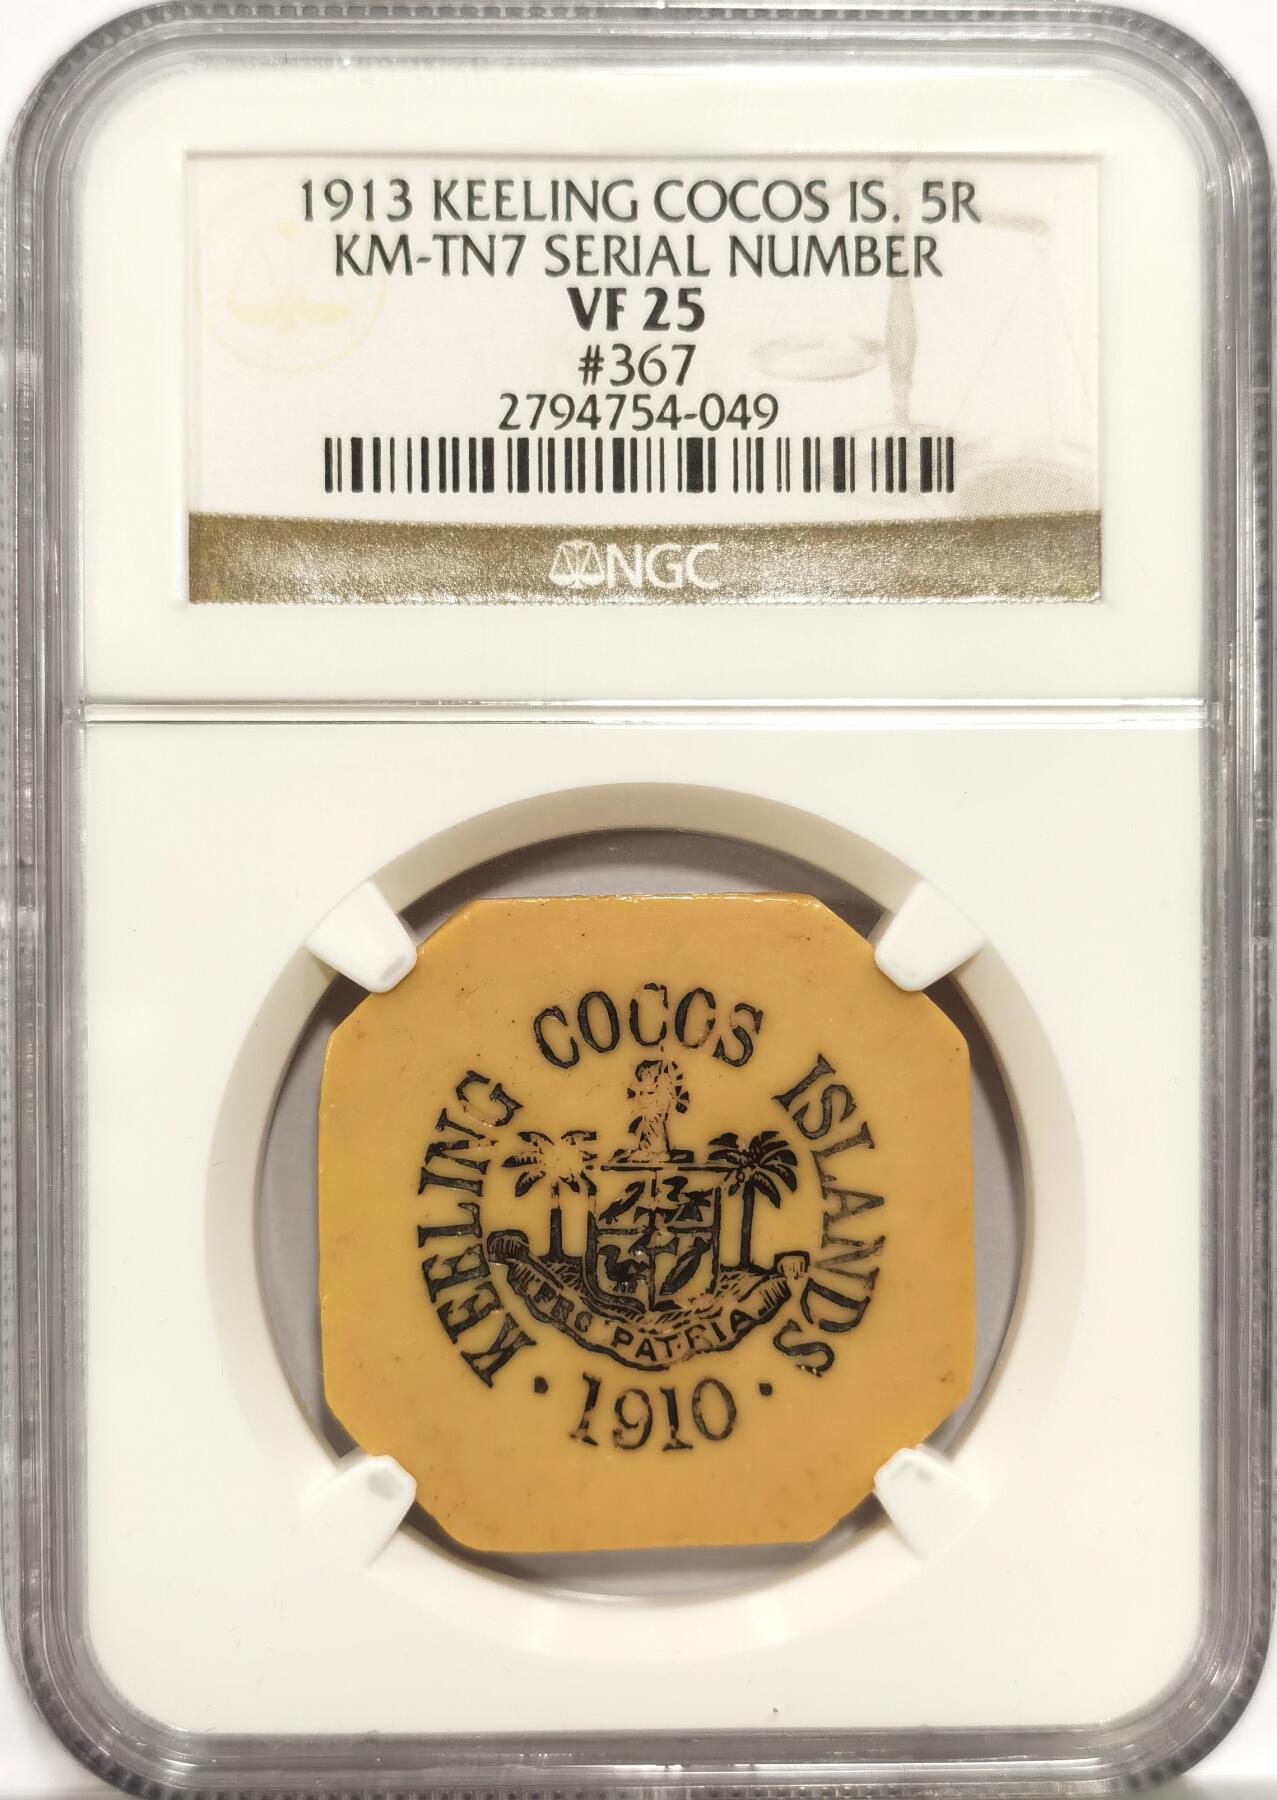 1913 KEELING COCOS IS. 5R
KM-TN7 SERIAL NUMBER
VF 25
#367
2794754-049
NGC
KEELING COCOS ISLANDS
PRO PATRIA
· 1910 ·